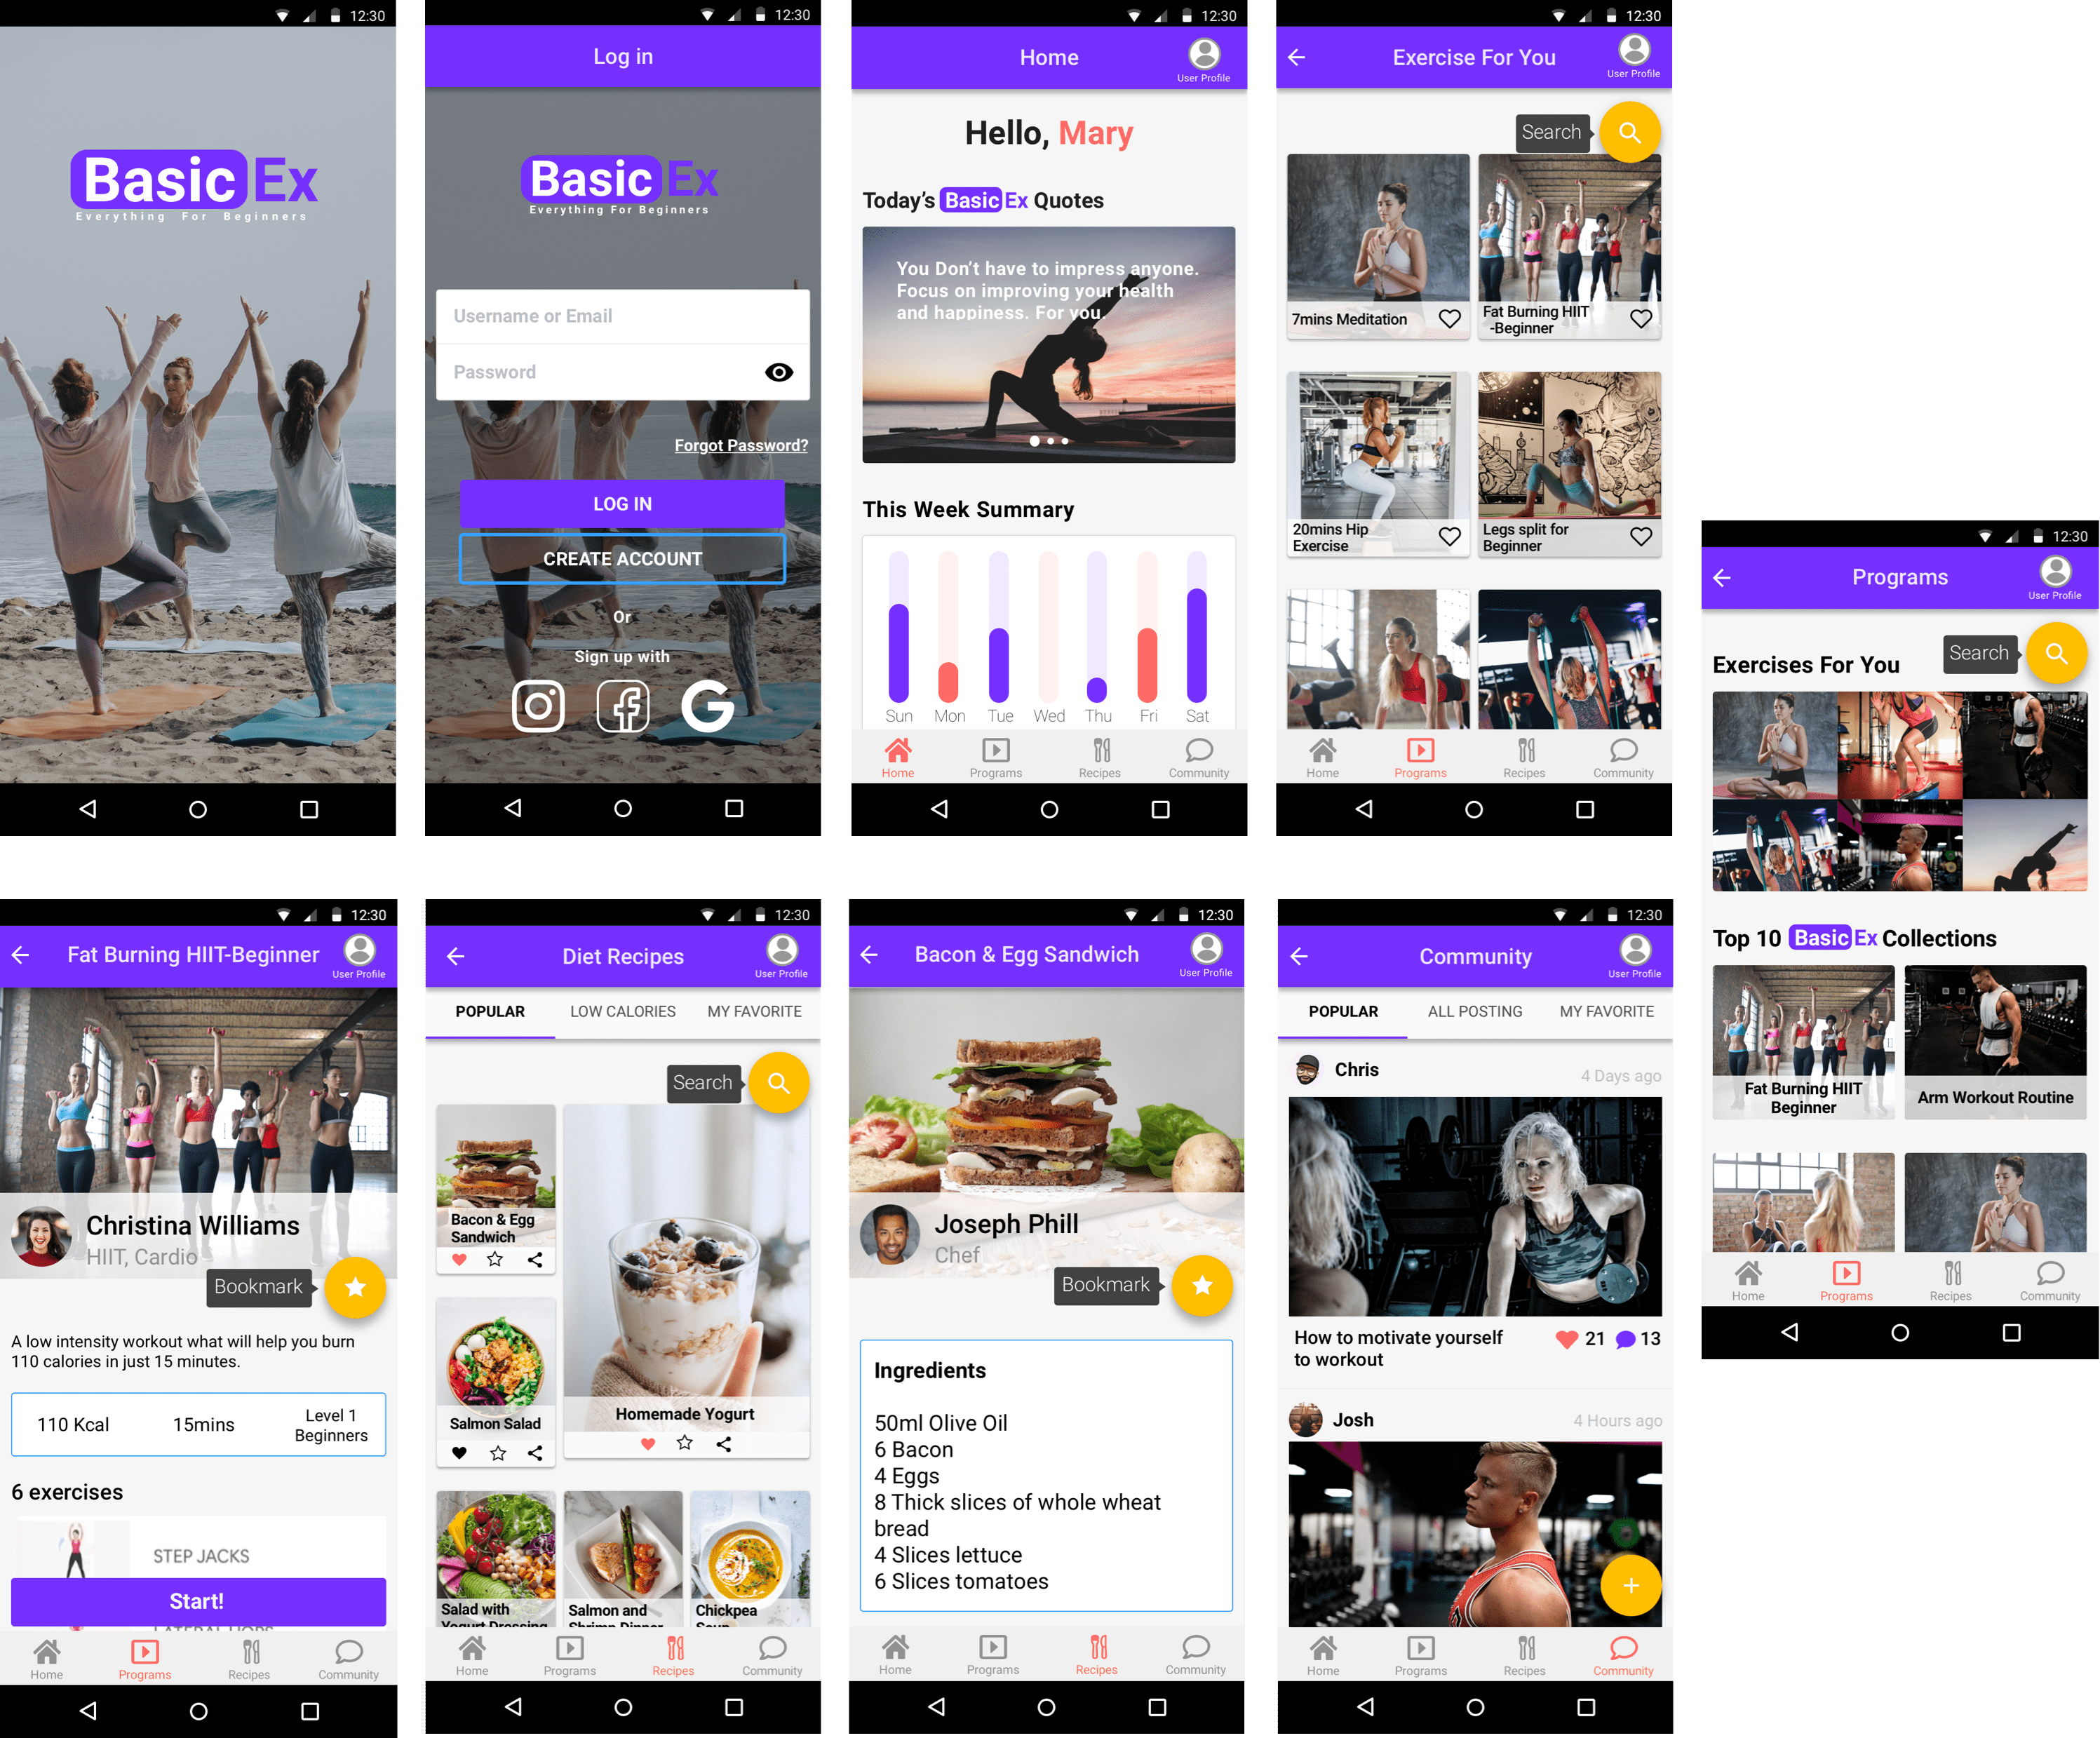 12:30
BasicEx
Everything For Beginners
12:30
Log in
BasicEx
Everything For Beginners
Username or Email
Password
Forgot Password?
LOG IN
CREATE ACCOUNT
Or
Sign up with
12:30
Home
User Profile
Hello, Mary
Today's BasicEx Quotes
You Don't have to impress anyone.
Focus on improving your health
and happiness. For you.
This Week Summary
Sun Mon Tue Wed Thu Fri Sat
Home Programs Recipes Community
12:30
Exercise For You
User Profile
Search
7mins Meditation
Fat Burning HIIT
-Beginner
20mins Hip
Exercise
Legs split for
Beginner
Home Programs Recipes Community
12:30
Programs
User Profile
Exercises For You
Search
Top 10 BasicEx Collections
Fat Burning HIIT
Beginner
Arm Workout Routine
Home Programs Recipes Community
12:30
Fat Burning HIIT-Beginner
User Profile
Christina Williams
HIIT, Cardio
Bookmark
A low intensity workout what will help you burn
110 calories in just 15 minutes.
110 Kcal
15mins
Level 1
Beginners
6 exercises
STEP JACKS
Start!
LATERAL HOPS
Home Programs Recipes Community
12:30
Diet Recipes
User Profile
POPULAR LOW CALORIES MY FAVORITE
Search
Bacon & Egg
Sandwich
Salmon Salad
Homemade Yogurt
Salad with
Yogurt Dressing
Salmon and
Shrimp Dinner
Chickpea
Soup
Home Programs Recipes Community
12:30
Bacon & Egg Sandwich
User Profile
Joseph Phill
Chef
Bookmark
Ingredients
50ml Olive Oil
6 Bacon
4 Eggs
8 Thick slices of whole wheat
bread
4 Slices lettuce
6 Slices tomatoes
Home Programs Recipes Community
12:30
Community
User Profile
POPULAR ALL POSTING MY FAVORITE
Chris
4 Days ago
How to motivate yourself
to workout
21 13
Josh
4 Hours ago
Home Programs Recipes Community